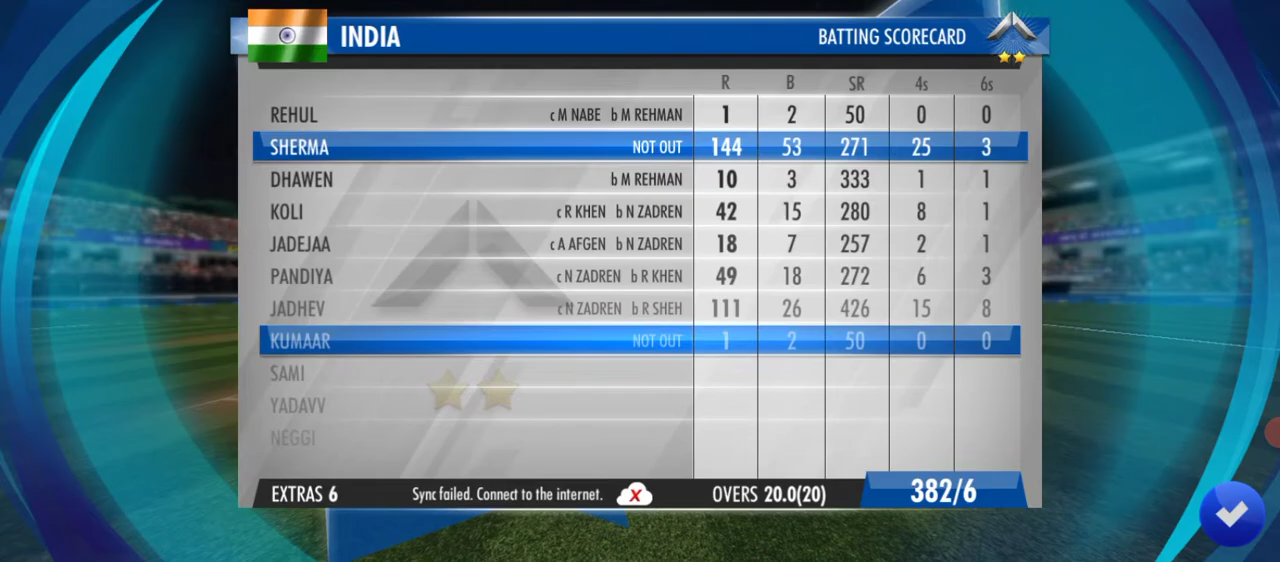 INDIA BATTING SCORECARD
R B SR 4s 6s
REHUL c M NABE b M REHMAN 1 2 50 0 0
SHERMA NOT OUT 144 53 271 25 3
DHAWEN b M REHMAN 10 3 333 1 1
KOLI c R KHEN b N ZADREN 42 15 280 8 1
JADEJAA c A AFGEN b N ZADREN 18 7 257 2 1
PANDIYA c N ZADREN b R KHEN 49 18 272 6 3
JADHEV c N ZADREN b R SHEH 111 26 426 15 8
KUMAAR NOT OUT 1 2 50 0 0
SAMI
YADAVV
NEGGI
EXTRAS 6 Sync failed. Connect to the internet. X OVERS 20.0(20) 382/6